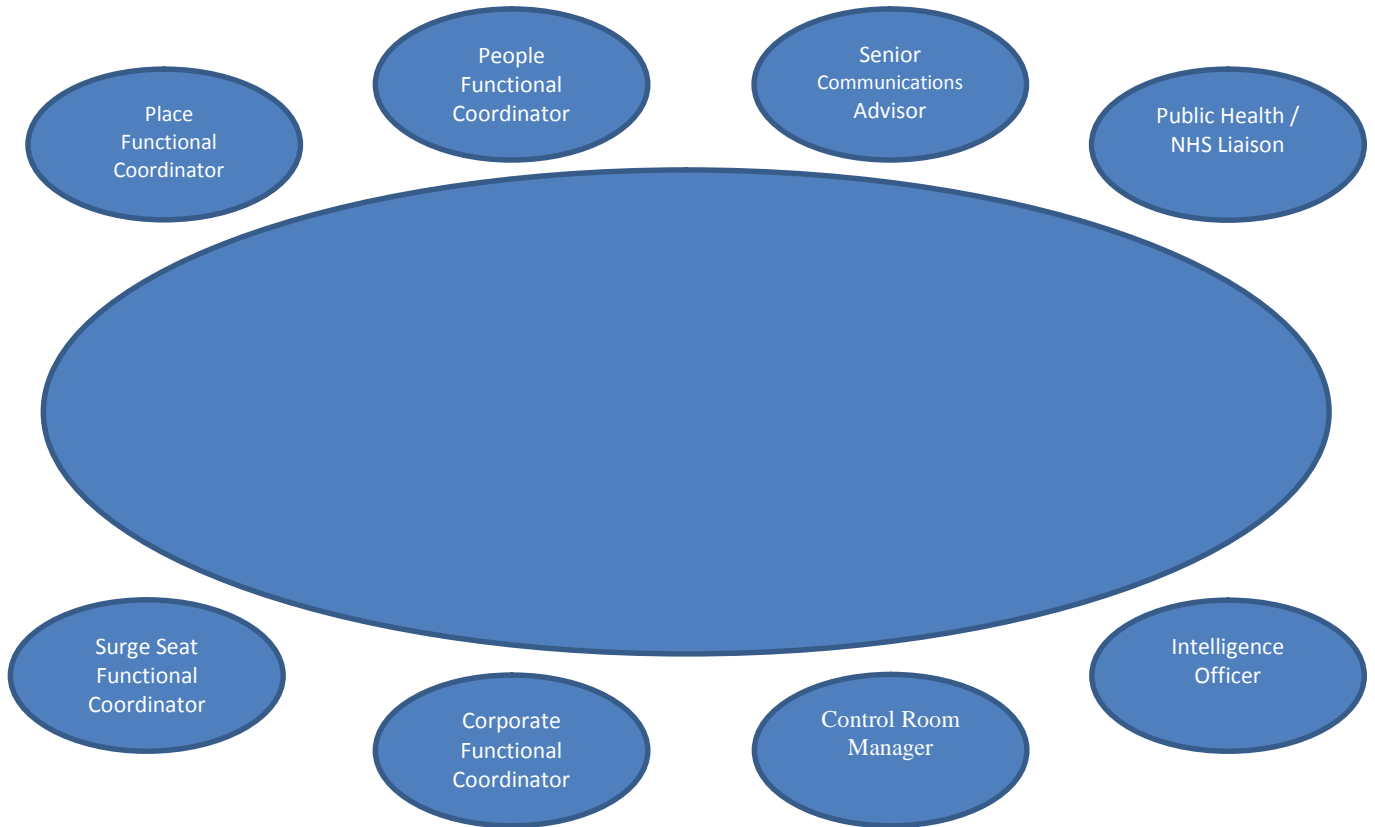 People
Functional
Coordinator
Senior
Communications
Advisor
Place
Functional
Coordinator
Public Health /
NHS Liaison
Surge Seat
Functional
Coordinator
Intelligence
Officer
Corporate
Functional
Coordinator
Control Room
Manager